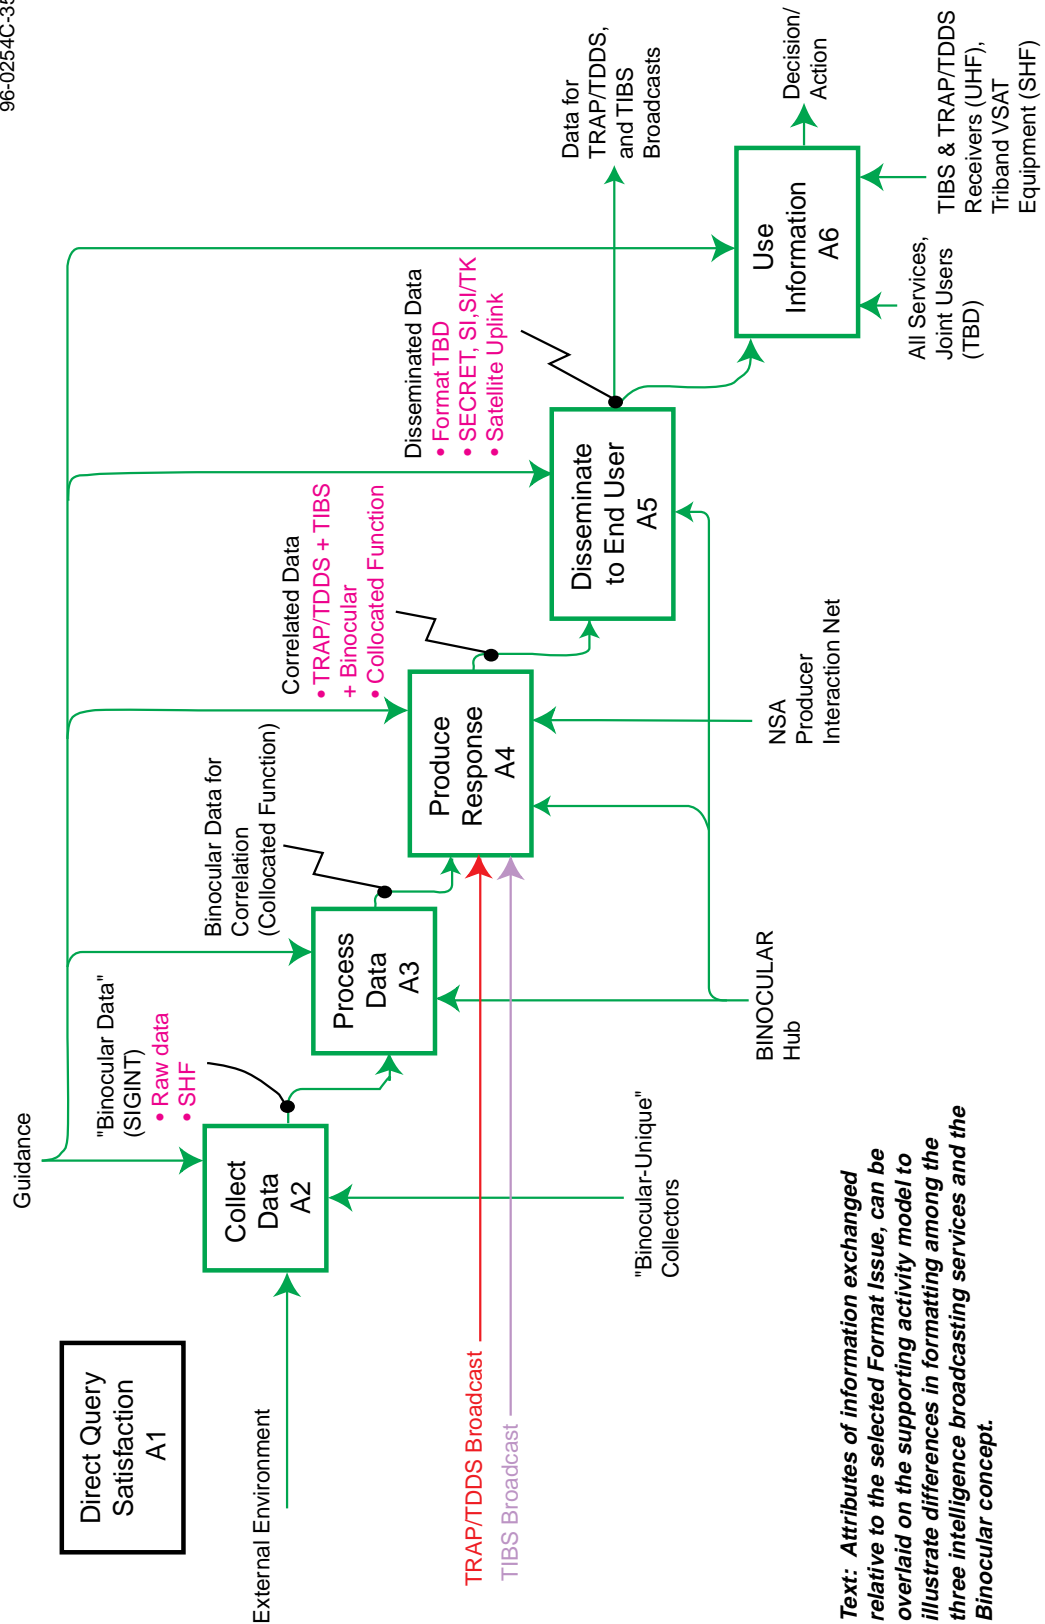 96-0254C-35
Direct Query
Satisfaction
A1
Guidance
External Environment
"Binocular Data"
(SIGINT)
• Raw data
• SHF
Collect
Data
A2
"Binocular-Unique"
Collectors
Binocular Data for
Correlation
(Collocated Function)
Process
Data
A3
BINOCULAR
Hub
TRAP/TDDS Broadcast
TIBS Broadcast
Correlated Data
• TRAP/TDDS + TIBS
+ Binocular
• Collocated Function
Produce
Response
A4
NSA
Producer
Interaction Net
Disseminated Data
• Format TBD
• SECRET, SI,SI/TK
• Satellite Uplink
Disseminate
to End User
A5
Data for
TRAP/TDDS,
and TIBS
Broadcasts
Use
Information
A6
Decision/
Action
All Services,
Joint Users
(TBD)
TIBS & TRAP/TDDS
Receivers (UHF),
Triband VSAT
Equipment (SHF)
Text: Attributes of information exchanged
relative to the selected Format Issue, can be
overlaid on the supporting activity model to
illustrate differences in formatting among the
three intelligence broadcasting services and the
Binocular concept.